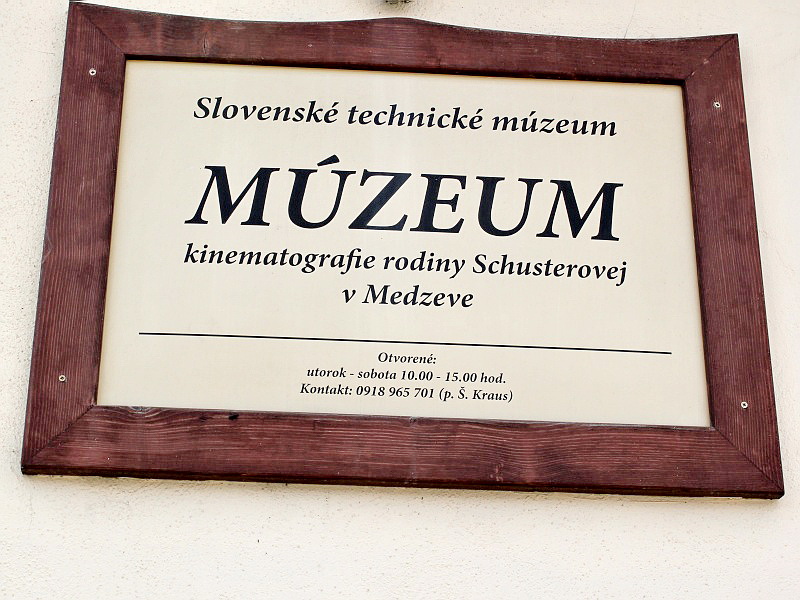 Slovenské technické múzeum
MÚZEUM
kinematografie rodiny Schusterovej
v Medzeve
Otvorené:
utorok - sobota 10.00 - 15.00 hod.
Kontakt: 0918 965 701 (p. Š. Kraus)